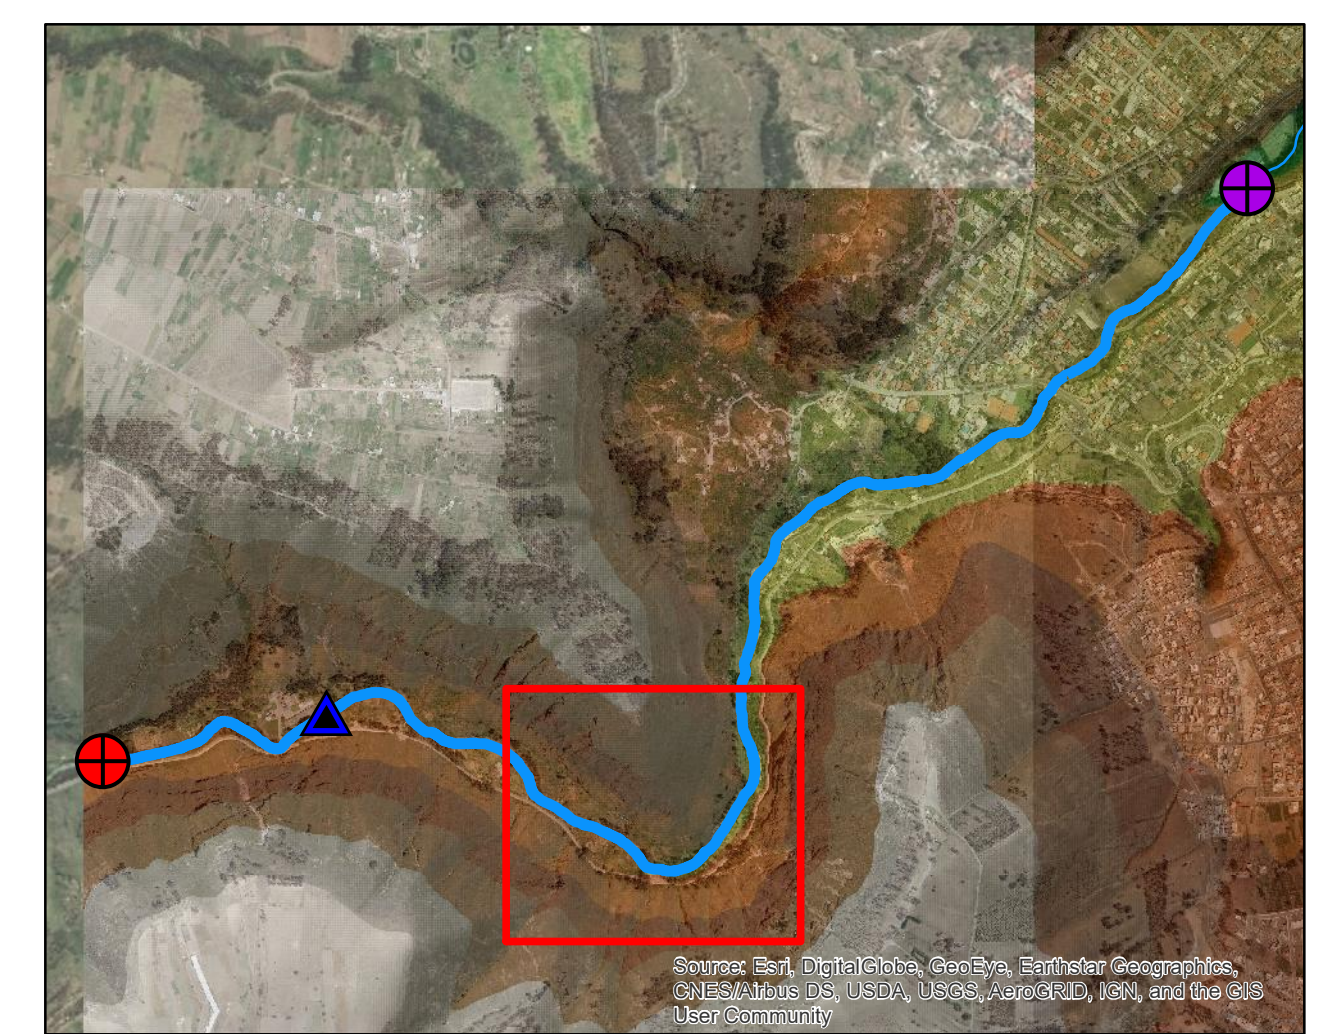 Source: Esri, DigitalGlobe, GeoEye, Earthstar Geographics,
CNES/Airbus DS, USDA, USGS, AeroGRID, IGN, and the GIS
User Community